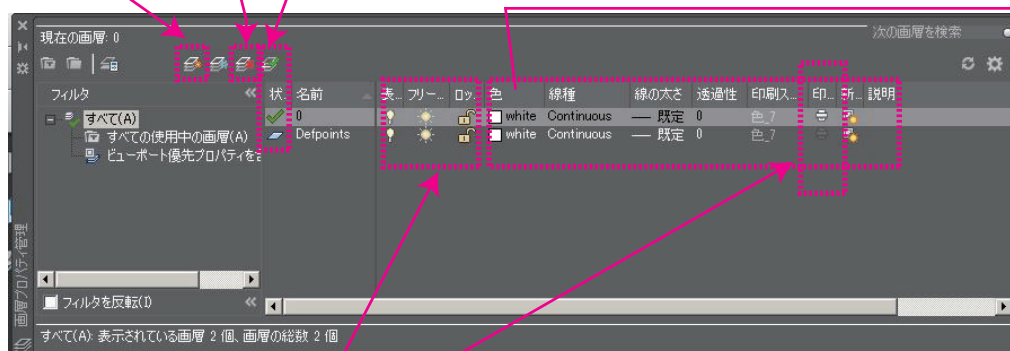 現在の画層: 0
次の画層を検索
フィルタ
状.. 名前 表... フリー... ロッ... 色 線種 線の太さ 透過性 印刷ス... 印... 新... 説明
すべて(A)
0 white Continuous 既定 0 色_7
すべての使用中の画層(A)
Defpoints white Continuous 既定 0 色_7
ビューポート優先プロパティを
フィルタを反転(I)
画層プロパティ管理
すべて(A): 表示されている画層 2 個、画層の総数 2 個